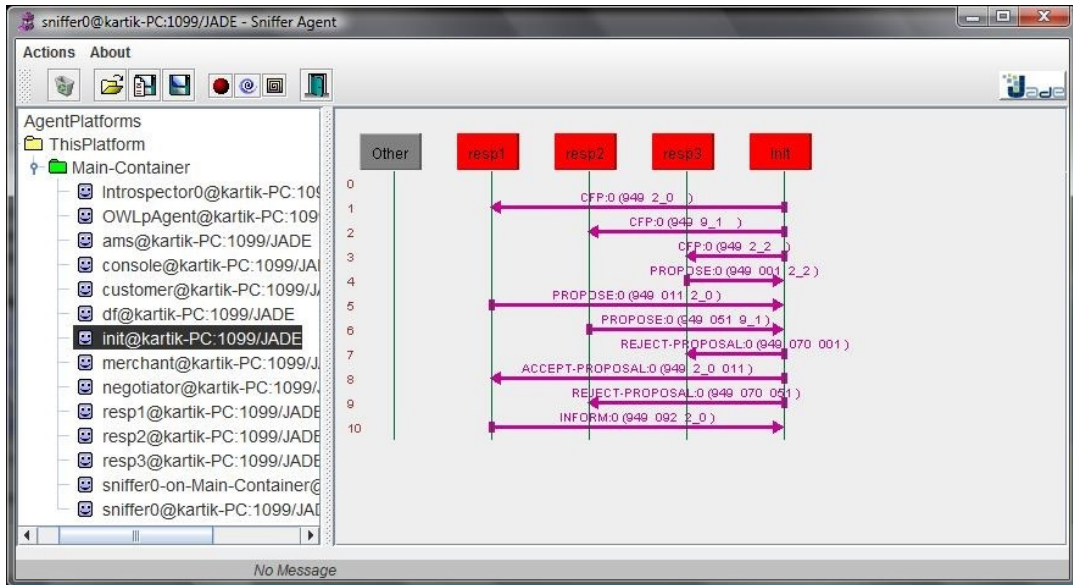 sniffer0@kartik-PC:1099/JADE - Sniffer Agent
Actions About
Jade
AgentPlatforms
ThisPlatform
Main-Container
Introspector0@kartik-PC:109
OWLpAgent@kartik-PC:109
ams@kartik-PC:1099/JADE
console@kartik-PC:1099/JA
customer@kartik-PC:1099/J
df@kartik-PC:1099/JADE
init@kartik-PC:1099/JADE
merchant@kartik-PC:1099/J
negotiator@kartik-PC:1099/
resp1@kartik-PC:1099/JADE
resp2@kartik-PC:1099/JADE
resp3@kartik-PC:1099/JADE
sniffer0-on-Main-Container@
sniffer0@kartik-PC:1099/JA
Other resp1 resp2 resp3 init
0
CFP:0 (949 2_0 )
1
CFP:0 (949 9_1 )
2
CFP:0 (949 2_2 )
3
PROPOSE:0 (949 001 2_2 )
4
PROPOSE:0 (949 011 2_0 )
5
PROPOSE:0 (949 051 9_1 )
6
REJECT-PROPOSAL:0 (949 070 001 )
7
ACCEPT-PROPOSAL:0 (949 2_0 011 )
8
REJECT-PROPOSAL:0 (949 070 051 )
9
INFORM:0 (949 092 2_0 )
10
No Message